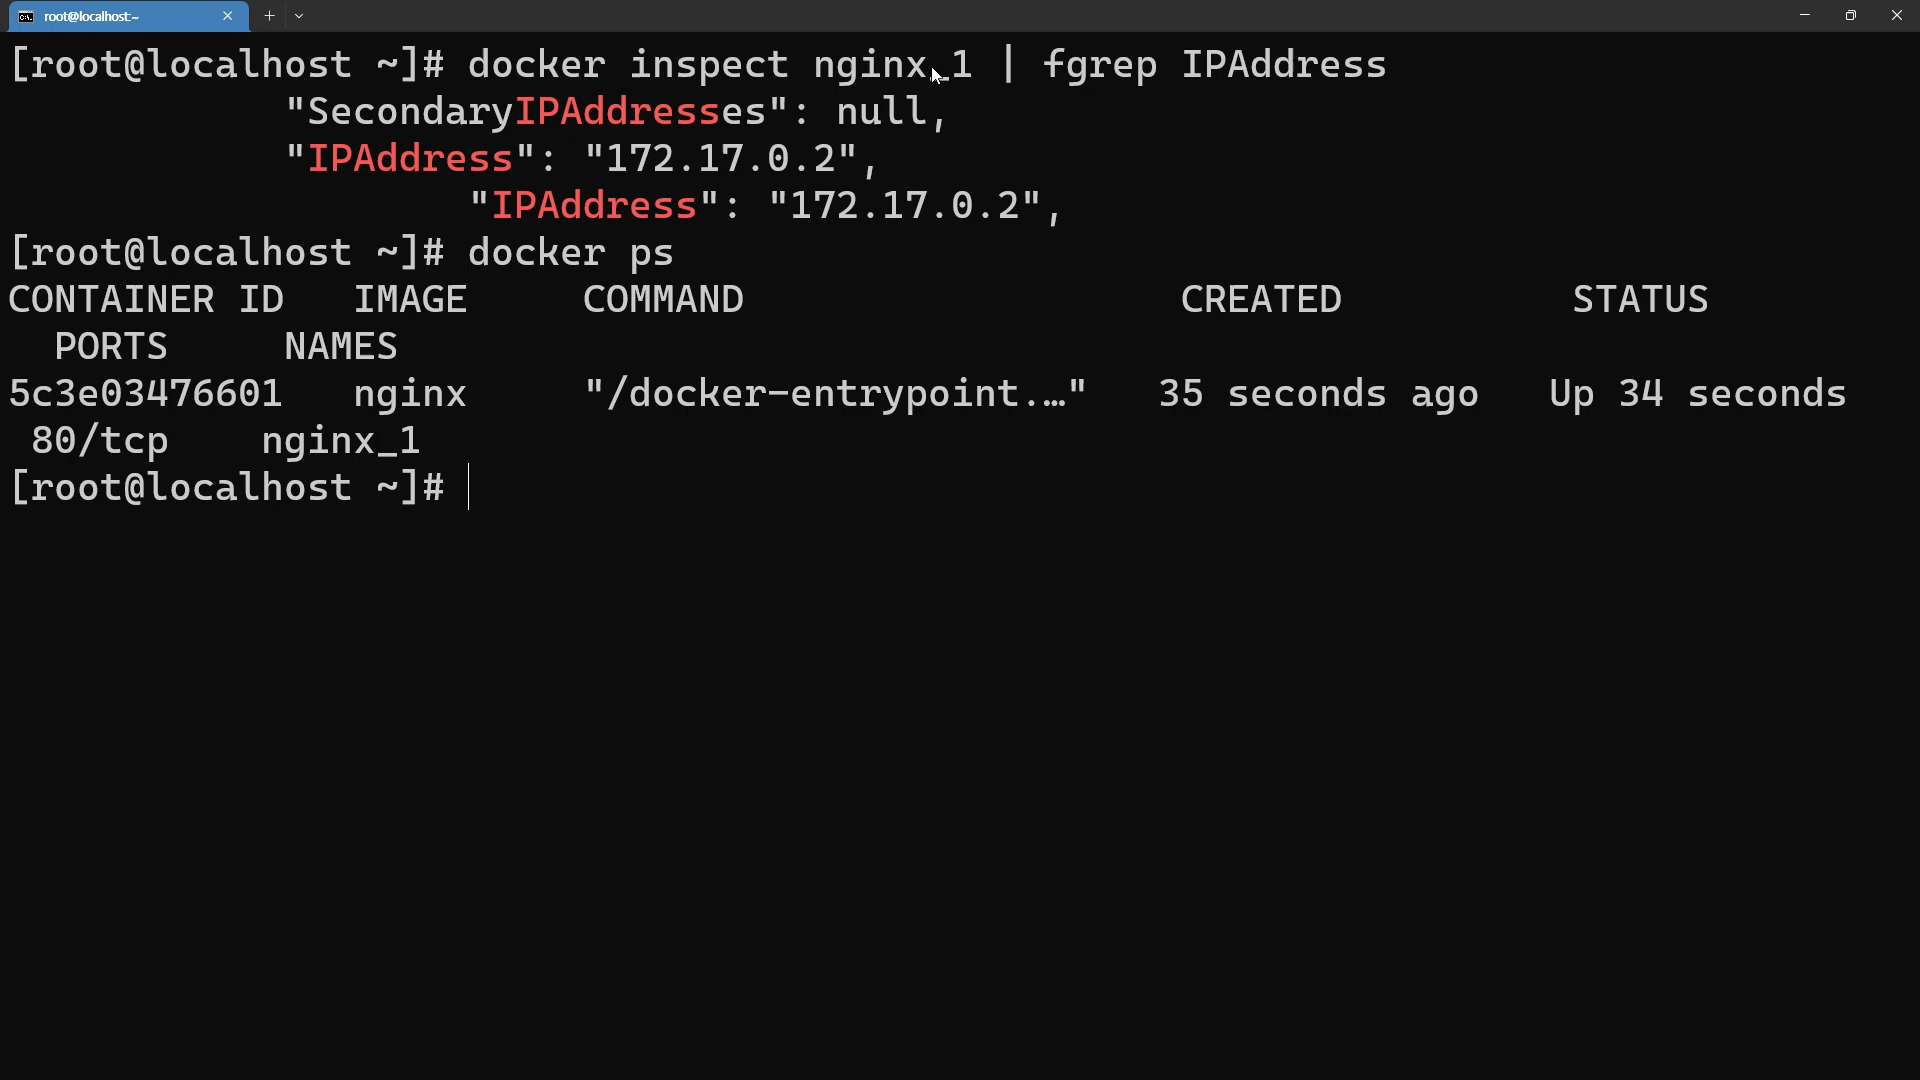 root@localhost:~
[root@localhost ~]# docker inspect nginx_1 | fgrep IPAddress
"SecondaryIPAddresses": null,
"IPAddress": "172.17.0.2",
"IPAddress": "172.17.0.2",
[root@localhost ~]# docker ps
CONTAINER ID   IMAGE     COMMAND                   CREATED          STATUS
PORTS     NAMES
5c3e03476601   nginx     "/docker-entrypoint.…"   35 seconds ago   Up 34 seconds
80/tcp    nginx_1
[root@localhost ~]#